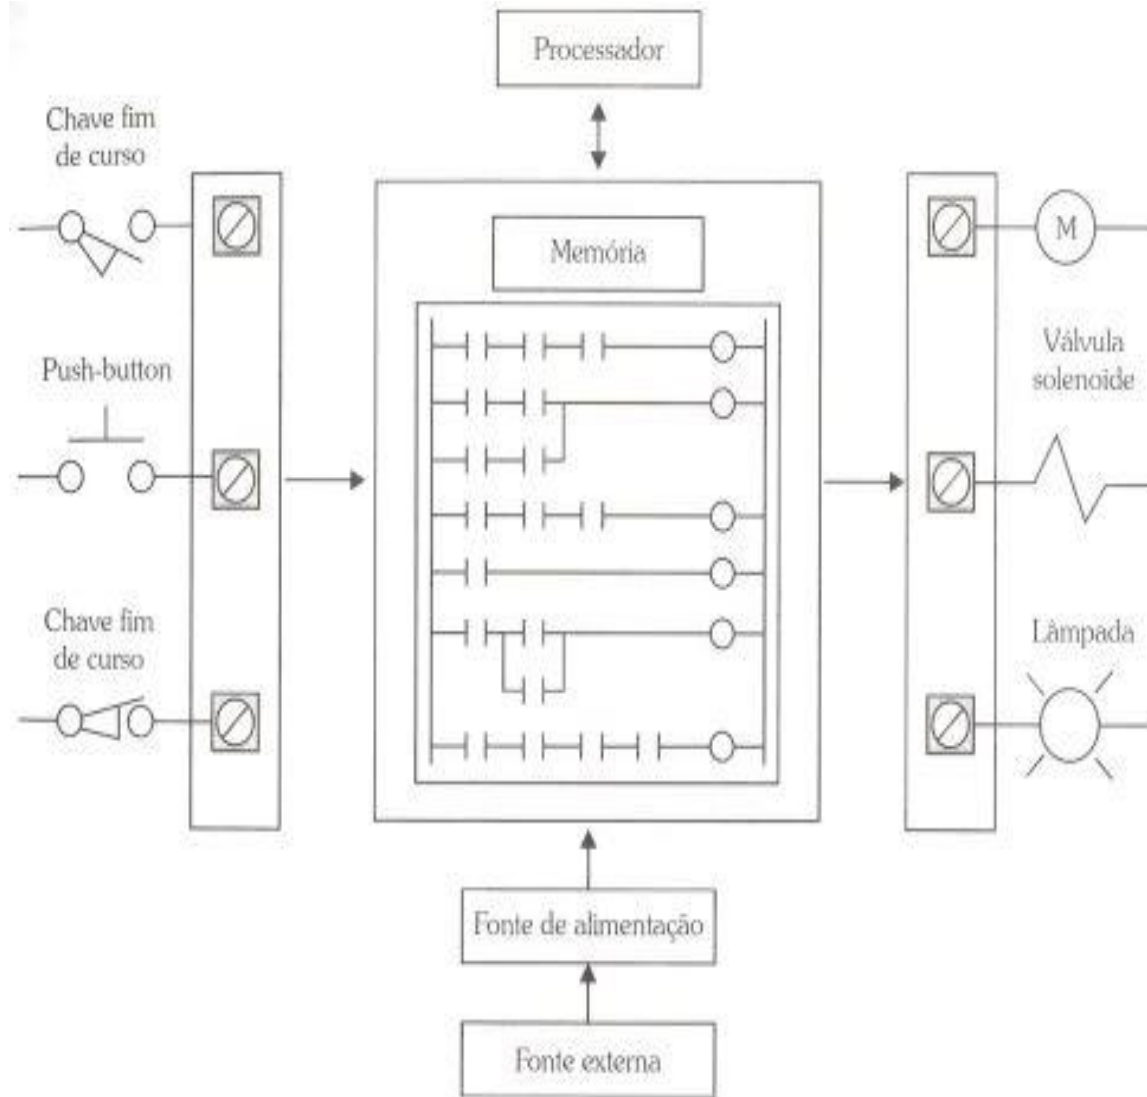 Processador
Chave fim
de curso
Memória
M
Push-button
Válvula
solenoide
Chave fim
de curso
Lâmpada
Fonte de alimentação
Fonte externa